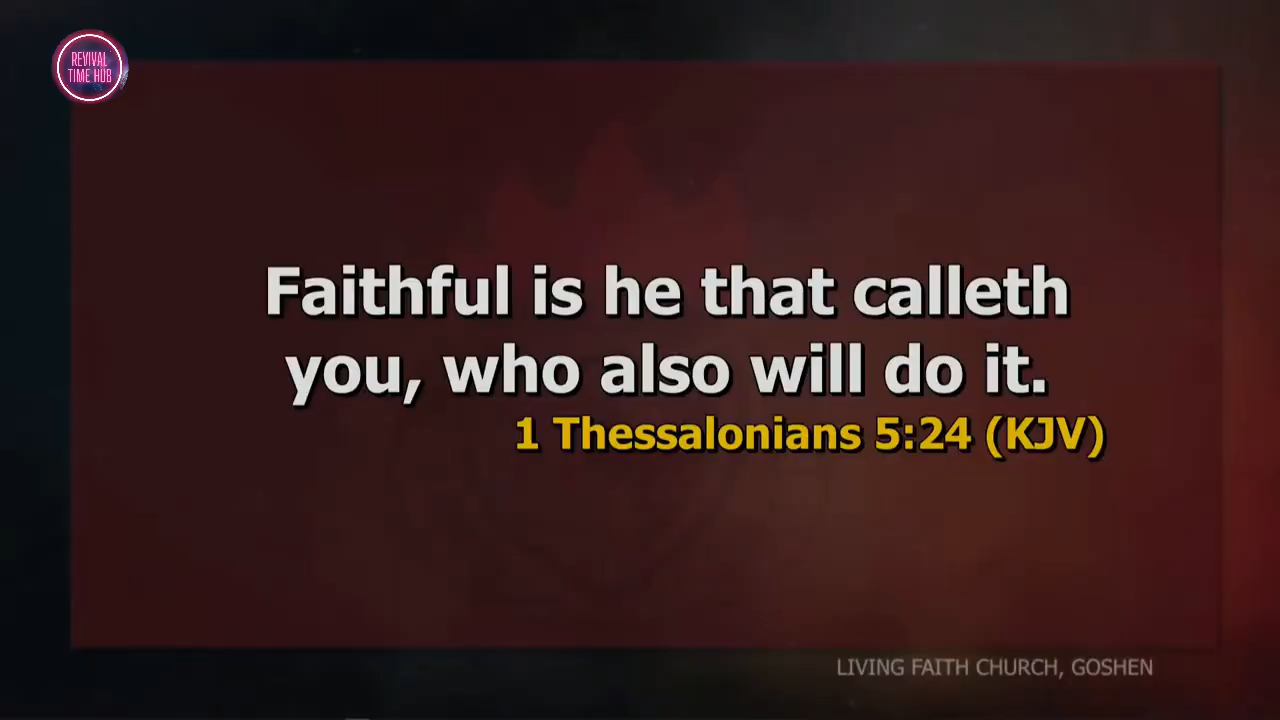 REVIVAL
TIME HUB
Faithful is he that calleth
you, who also will do it.
1 Thessalonians 5:24 (KJV)
LIVING FAITH CHURCH, GOSHEN